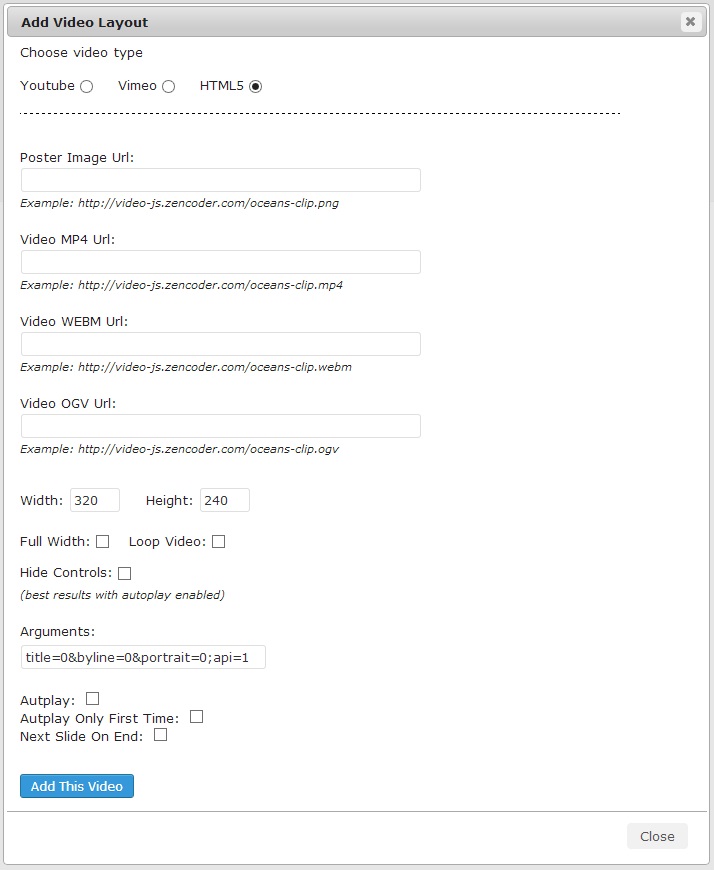 Add Video Layout
Choose video type
Youtube Vimeo HTML5
Poster Image Url:
Example: http://video-js.zencoder.com/oceans-clip.png
Video MP4 Url:
Example: http://video-js.zencoder.com/oceans-clip.mp4
Video WEBM Url:
Example: http://video-js.zencoder.com/oceans-clip.webm
Video OGV Url:
Example: http://video-js.zencoder.com/oceans-clip.ogv
Width: 320 Height: 240
Full Width: Loop Video:
Hide Controls:
(best results with autoplay enabled)
Arguments:
title=0&byline=0&portrait=0;api=1
Autplay:
Autplay Only First Time:
Next Slide On End:
Add This Video
Close